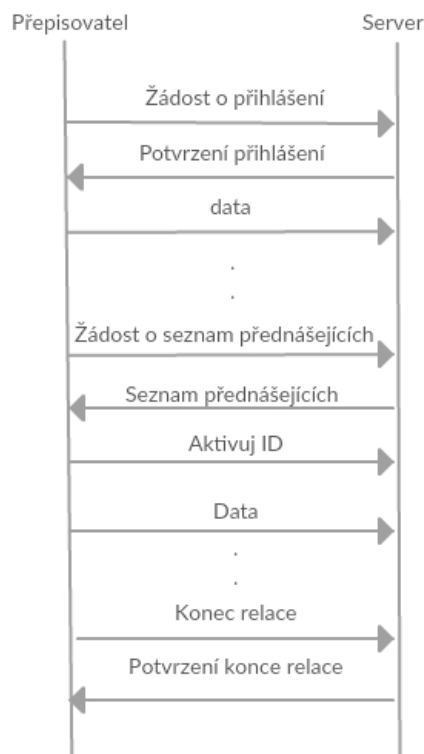 Přepisovatel Server
Žádost o přihlášení
Potvrzení přihlášení
data
.
.
Žádost o seznam přednášejících
Seznam přednášejících
Aktivuj ID
Data
.
.
Konec relace
Potvrzení konce relace